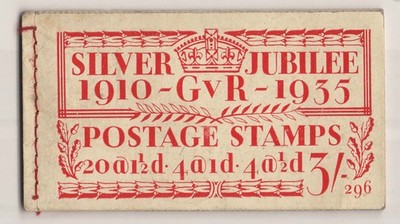 SILVER JUBILEE
1910-GVR-1935
POSTAGE STAMPS
20@1½d. 4@1d. 4@½d 3/-
296